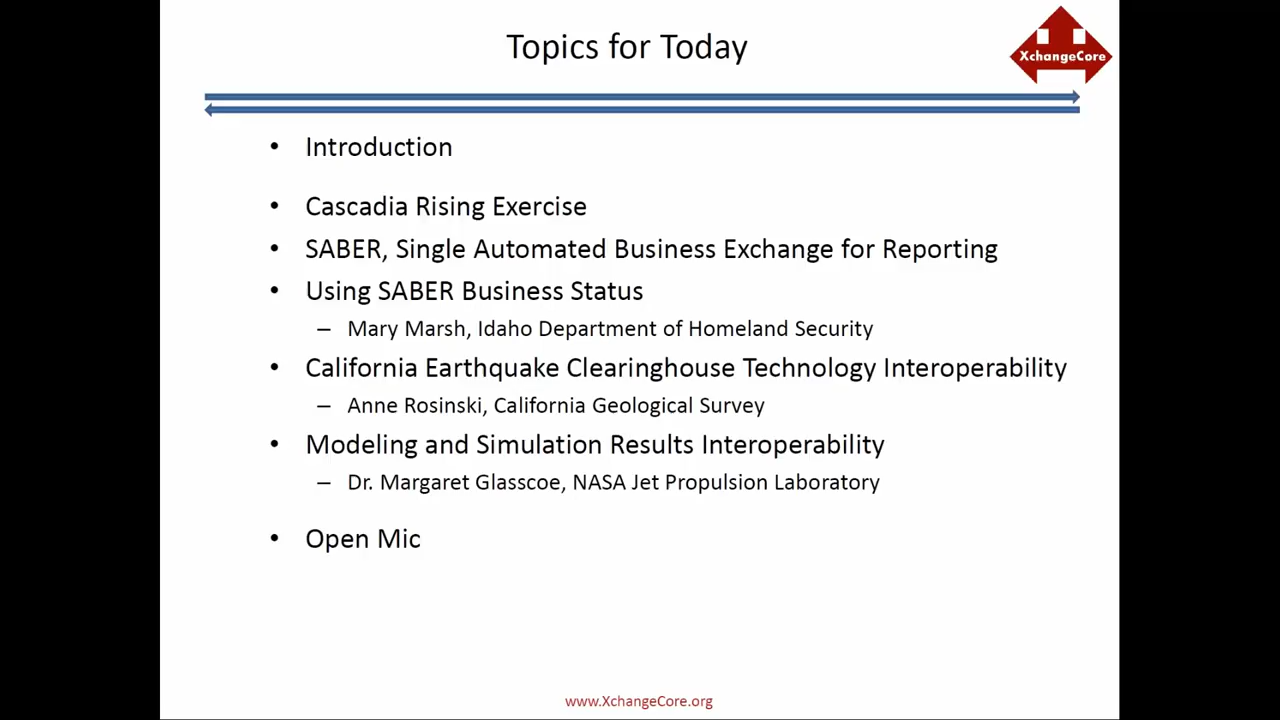 Topics for Today
XchangeCore
• Introduction
• Cascadia Rising Exercise
• SABER, Single Automated Business Exchange for Reporting
• Using SABER Business Status
– Mary Marsh, Idaho Department of Homeland Security
• California Earthquake Clearinghouse Technology Interoperability
– Anne Rosinski, California Geological Survey
• Modeling and Simulation Results Interoperability
– Dr. Margaret Glasscoe, NASA Jet Propulsion Laboratory
• Open Mic
www.XchangeCore.org